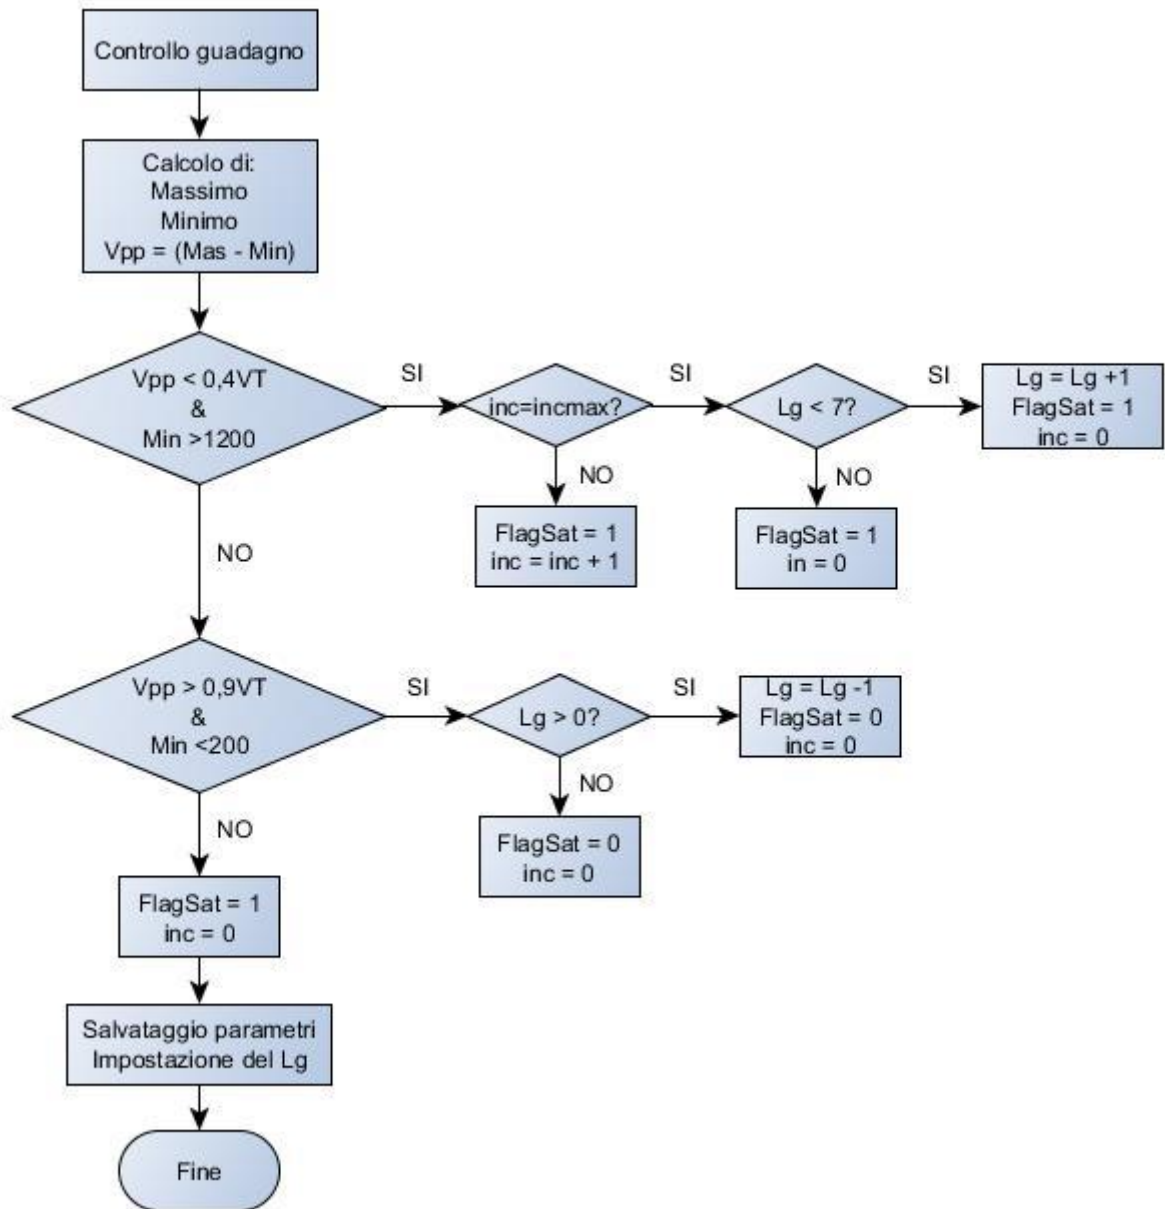 Controllo guadagno
Calcolo di:
Massimo
Minimo
Vpp = (Mas - Min)
Vpp < 0,4VT
&
Min >1200
SI
inc=incmax?
SI
Lg < 7?
SI
Lg = Lg +1
FlagSat = 1
inc = 0
NO
FlagSat = 1
inc = inc + 1
NO
FlagSat = 1
in = 0
NO
Vpp > 0,9VT
&
Min <200
SI
Lg > 0?
SI
Lg = Lg -1
FlagSat = 0
inc = 0
NO
FlagSat = 0
inc = 0
NO
FlagSat = 1
inc = 0
Salvataggio parametri
Impostazione del Lg
Fine